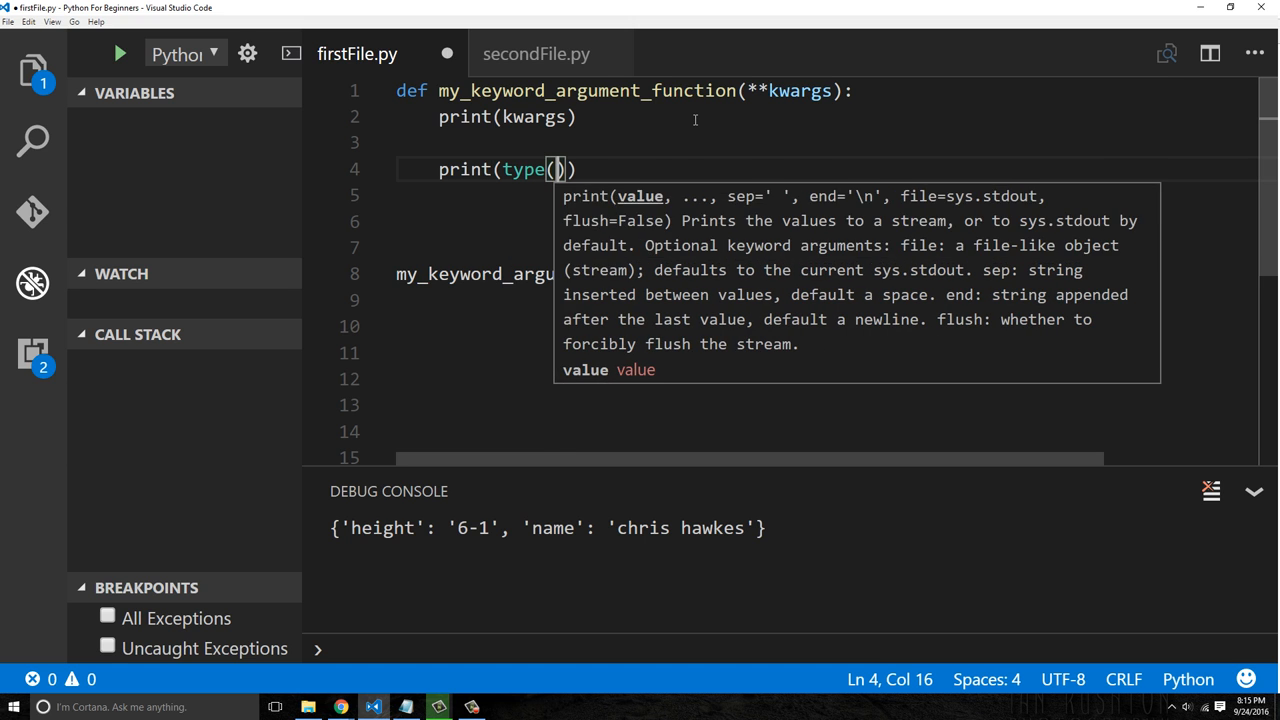 ● firstFile.py - Python For Beginners - Visual Studio Code
File Edit View Go Help
Python
firstFile.py
secondFile.py
1
VARIABLES
WATCH
CALL STACK
2
BREAKPOINTS
All Exceptions
Uncaught Exceptions
1 def my_keyword_argument_function(**kwargs):
2 print(kwargs)
3
4 print(type())
5
6
7
8 my_keyword_argu
9
10
11
12
13
14
15
print(value, ..., sep=' ', end='\n', file=sys.stdout,
flush=False) Prints the values to a stream, or to sys.stdout by
default. Optional keyword arguments: file: a file-like object
(stream); defaults to the current sys.stdout. sep: string
inserted between values, default a space. end: string appended
after the last value, default a newline. flush: whether to
forcibly flush the stream.
value value
DEBUG CONSOLE
{'height': '6-1', 'name': 'chris hawkes'}
0 0
Ln 4, Col 16 Spaces: 4 UTF-8 CRLF Python
I'm Cortana. Ask me anything.
8:15 PM
9/24/2016